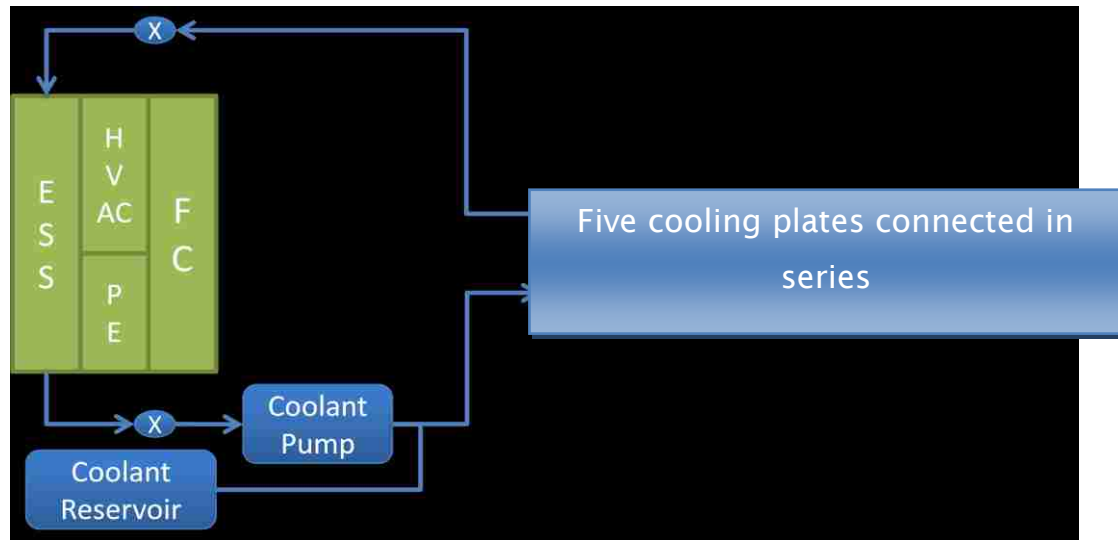 X
E
S
S
H
V
AC
P
E
F
C
Five cooling plates connected in
series
X
Coolant
Pump
Coolant
Reservoir